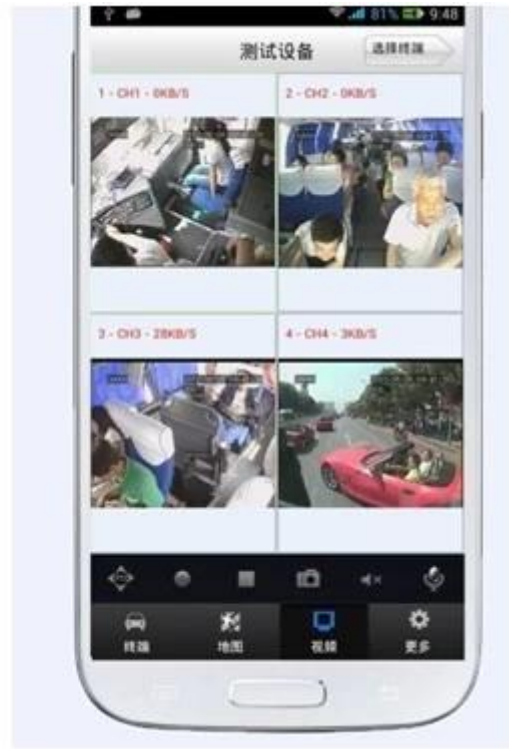 81% 9:48
测试设备
选择终端
1 - CH1 - 0KB/S
2 - CH2 - 0KB/S
3 - CH3 - 28KB/S
4 - CH4 - 3KB/S
终端
地图
视频
更多